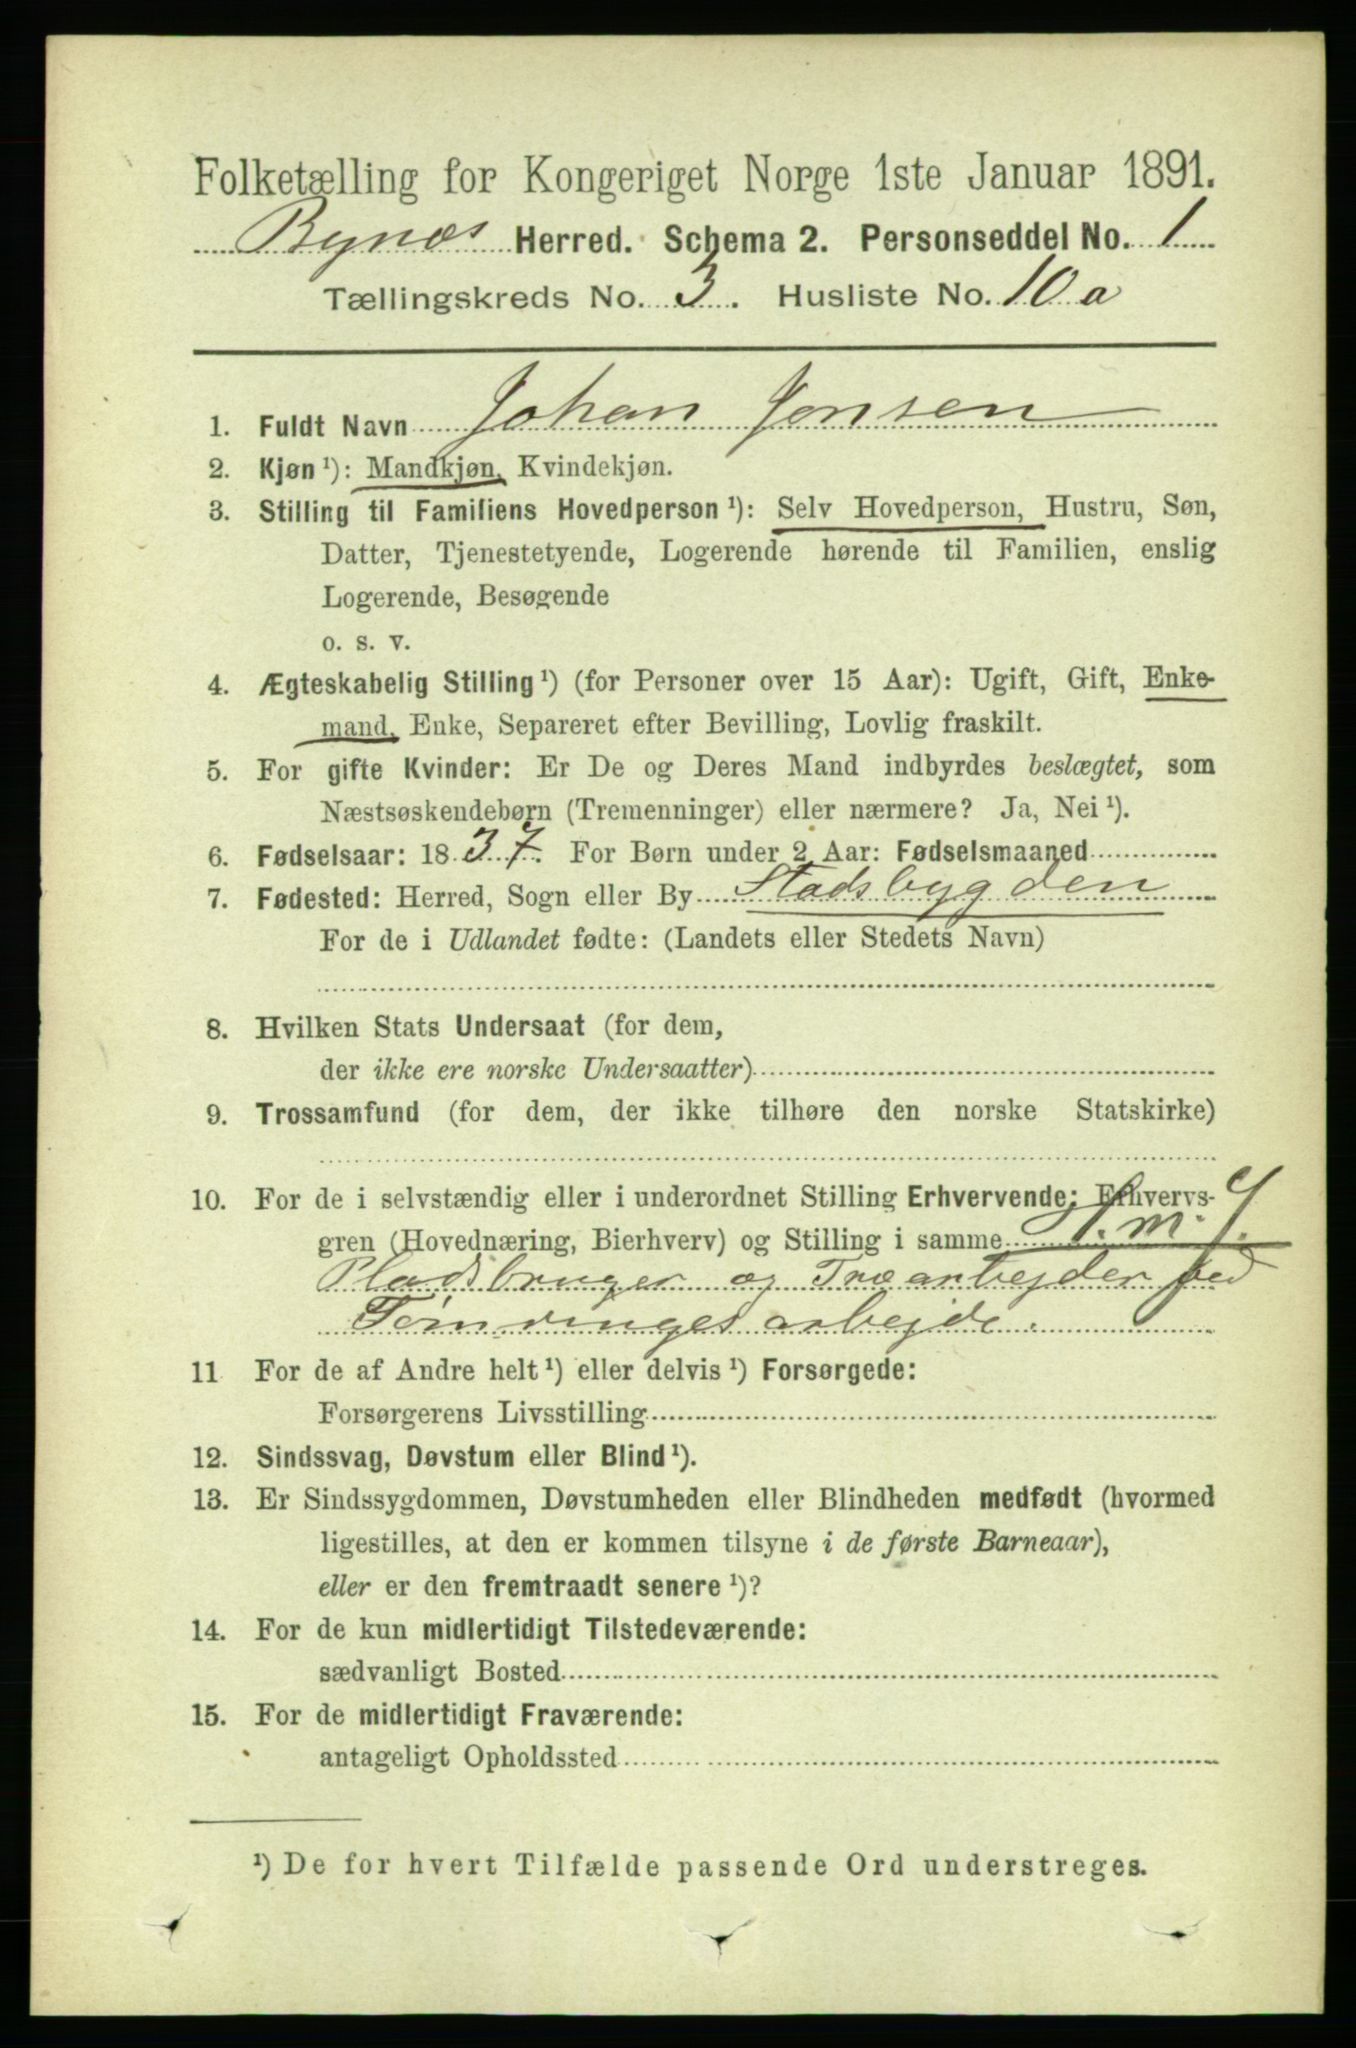 Folketælling for Kongeriget Norge 1ste Januar 1891.
Bynæs Herred. Schema 2. Personseddel No. 1
Tællingskreds No. 3. Husliste No. 10 a
1. Fuldt Navn Johan Jensen
2. Kjøn ¹): Mandkjøn, Kvindekjøn.
3. Stilling til Familiens Hovedperson ¹): Selv Hovedperson, Hustru, Søn,
Datter, Tjenestetyende, Logerende hørende til Familien, enslig
Logerende, Besøgende
o. s. v.
4. Ægteskabelig Stilling ¹) (for Personer over 15 Aar): Ugift, Gift, Enke-
mand, Enke, Separeret efter Bevilling, Lovlig fraskilt.
5. For gifte Kvinder: Er De og Deres Mand indbyrdes beslægtet, som
Næstsøskendebørn (Tremenninger) eller nærmere? Ja, Nei ¹).
6. Fødselsaar: 1837. For Børn under 2 Aar: Fødselsmaaned
7. Fødested: Herred, Sogn eller By Stadsbygden
For de i Udlandet fødte: (Landets eller Stedets Navn)
8. Hvilken Stats Undersaat (for dem,
der ikke ere norske Undersaatter)
9. Trossamfund (for dem, der ikke tilhøre den norske Statskirke)
10. For de i selvstændig eller i underordnet Stilling Erhvervende: Erhvervs-
gren (Hovednæring, Bierhverv) og Stilling i samme
Pladsbruger og Træarbejder ved
Tømringesarbejde.
11 For de af Andre helt ¹) eller delvis ¹) Forsørgede:
Forsørgerens Livsstilling
12. Sindssvag, Døvstum eller Blind ¹).
13. Er Sindssygdommen, Døvstumheden eller Blindheden medfødt (hvormed
ligestilles, at den er kommen tilsyne i de første Barneaar),
eller er den fremtraadt senere ¹)?
14. For de kun midlertidigt Tilstedeværende:
sædvanligt Bosted
15. For de midlertidigt Fraværende:
antageligt Opholdssted
¹) De for hvert Tilfælde passende Ord understreges.